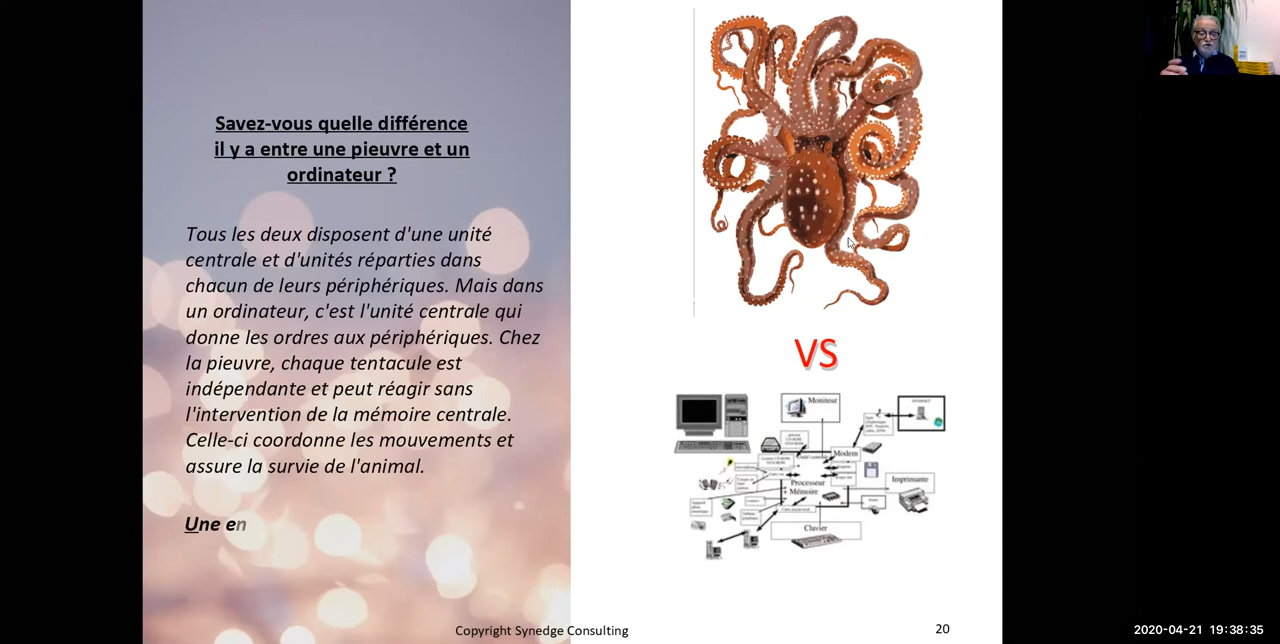 Savez-vous quelle différence
il y a entre une pieuvre et un
ordinateur ?
Tous les deux disposent d'une unité
centrale et d'unités réparties dans
chacun de leurs périphériques. Mais dans
un ordinateur, c'est l'unité centrale qui
donne les ordres aux périphériques. Chez
la pieuvre, chaque tentacule est
indépendante et peut réagir sans
l'intervention de la mémoire centrale.
Celle-ci coordonne les mouvements et
assure la survie de l'animal.
Une en
VS
Moniteur
Modem
Processeur
Mémoire
Imprimante
Clavier
Copyright Synedge Consulting
20
2020-04-21 19:38:35